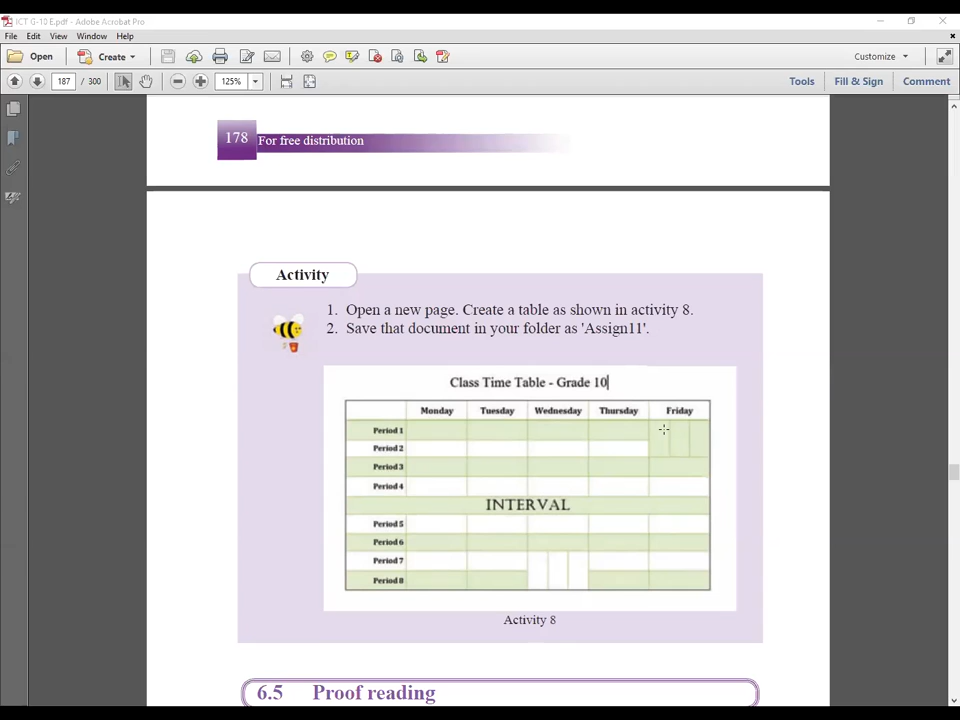 ICT G-10 E.pdf - Adobe Acrobat Pro
File Edit View Window Help
Open Create Customize
187 / 300 125% Tools Fill & Sign Comment
178 For free distribution
Activity
1. Open a new page. Create a table as shown in activity 8.
2. Save that document in your folder as 'Assign11'.
Class Time Table - Grade 10
Monday Tuesday Wednesday Thursday Friday
Period 1
Period 2
Period 3
Period 4
INTERVAL
Period 5
Period 6
Period 7
Period 8
Activity 8
6.5 Proof reading